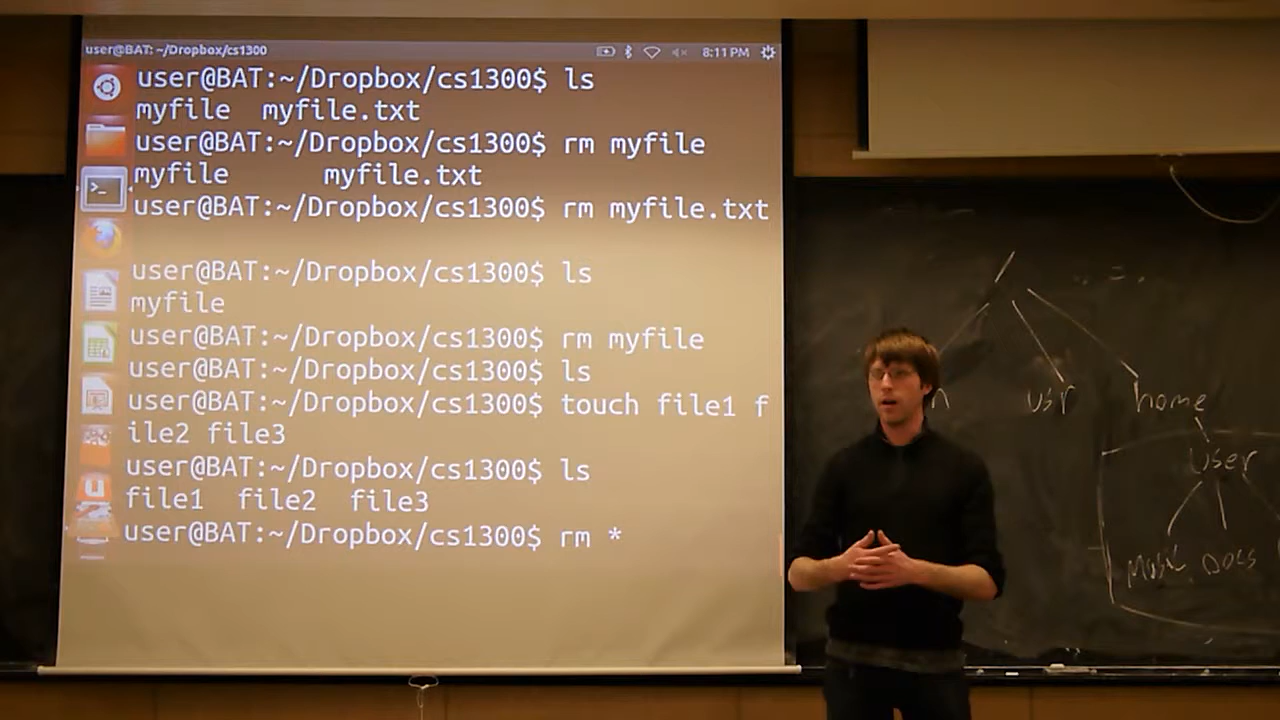 user@BAT: ~/Dropbox/cs1300
8:11 PM
user@BAT:~/Dropbox/cs1300$ ls
myfile  myfile.txt
user@BAT:~/Dropbox/cs1300$ rm myfile
myfile      myfile.txt
user@BAT:~/Dropbox/cs1300$ rm myfile.txt
user@BAT:~/Dropbox/cs1300$ ls
myfile
user@BAT:~/Dropbox/cs1300$ rm myfile
user@BAT:~/Dropbox/cs1300$ ls
user@BAT:~/Dropbox/cs1300$ touch file1 f
ile2 file3
user@BAT:~/Dropbox/cs1300$ ls
file1  file2  file3
user@BAT:~/Dropbox/cs1300$ rm *
usr
home
user
Music
Docs